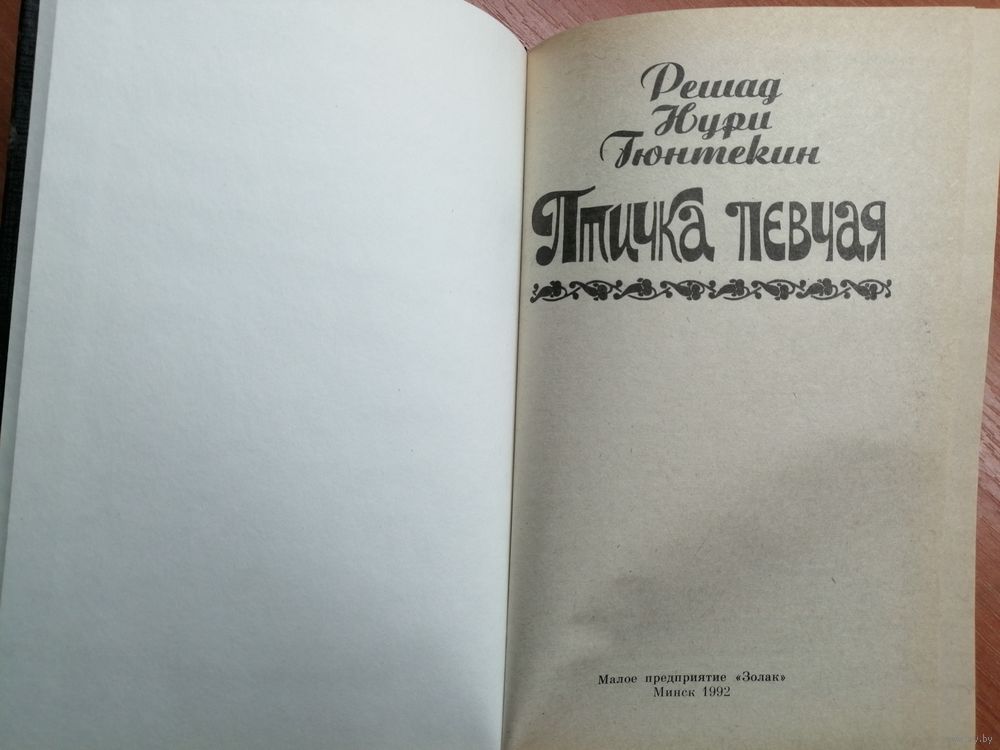 Решад
Нури
Гюнтекин
Птичка певчая
Малое предприятие «Золак»
Минск 1992